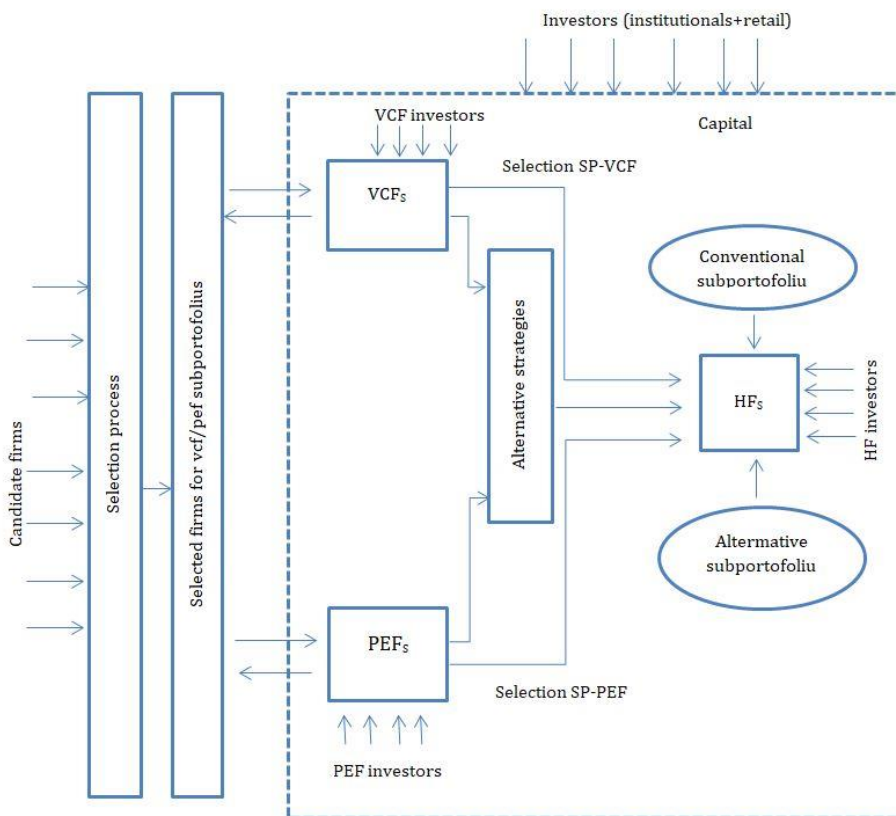 Investors (institutionals+retail)
VCF investors
Capital
Selection SP-VCF
VCFs
Conventional
subportofoliu
Candidate firms
Selection process
Selected firms for vcf/pef subportofolius
Alternative strategies
HFs
HF investors
Altermative
subportofoliu
PEFs
Selection SP-PEF
PEF investors